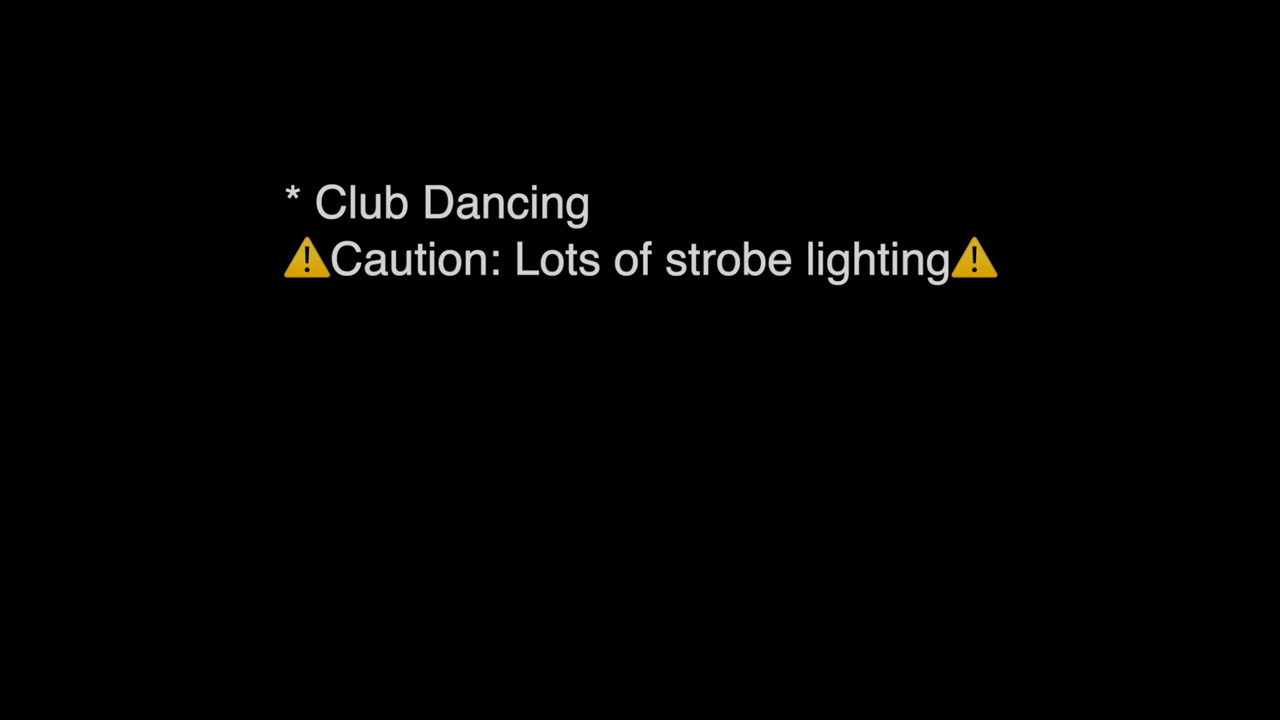 * Club Dancing
⚠️Caution: Lots of strobe lighting⚠️